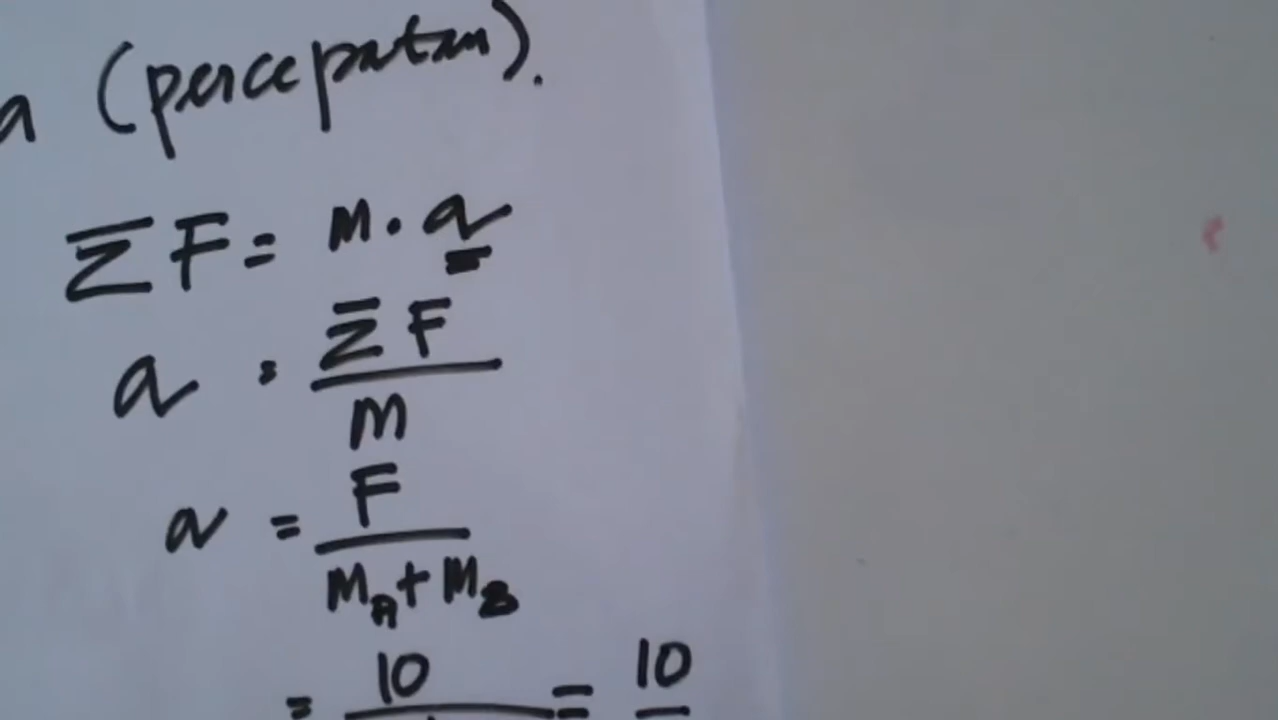 a (percepatan).
ΣF = m . a
a = ΣF / m
a = F / mA + mB
= 10 = 10